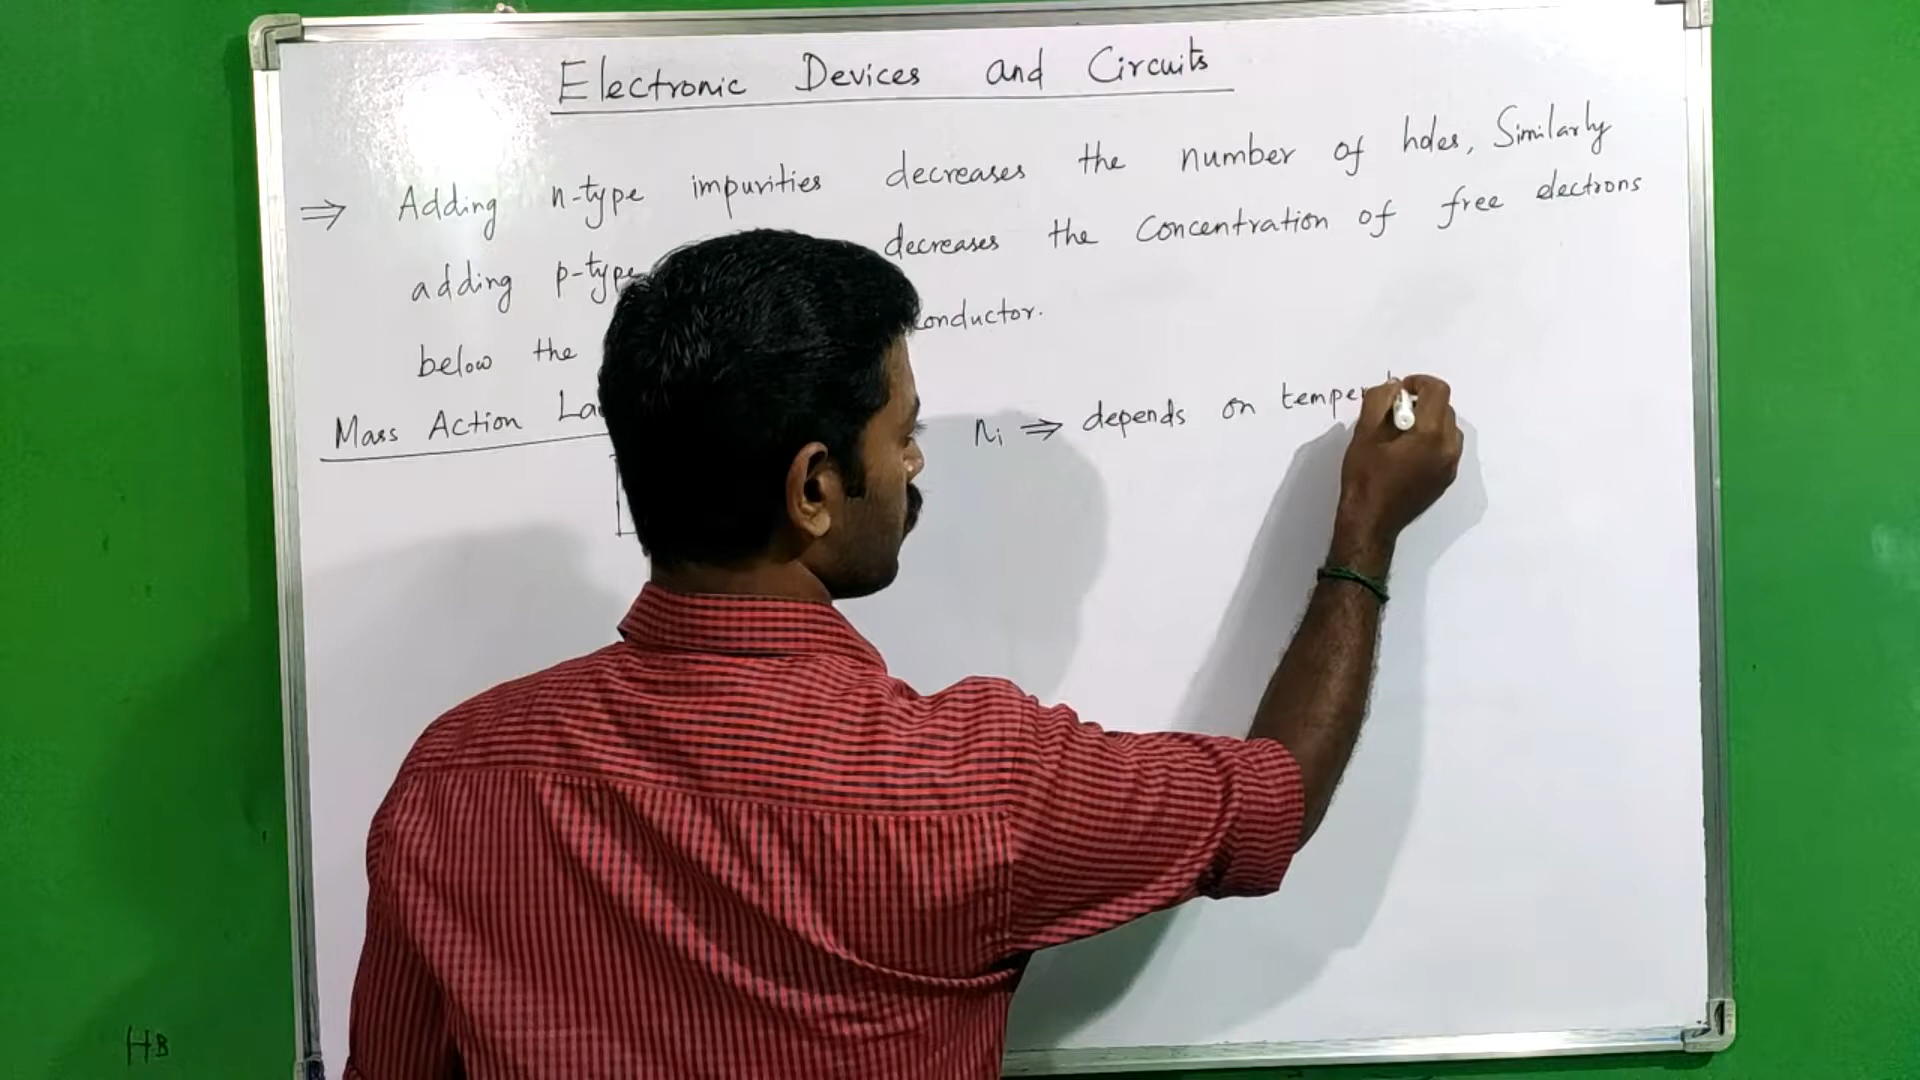 Electronic Devices and Circuits
⇒ Adding n-type impurities decreases the number of holes, Similarly
adding p-type decreases the concentration of free electrons
below the conductor.
Mass Action
ni ⇒ depends on temper
HB